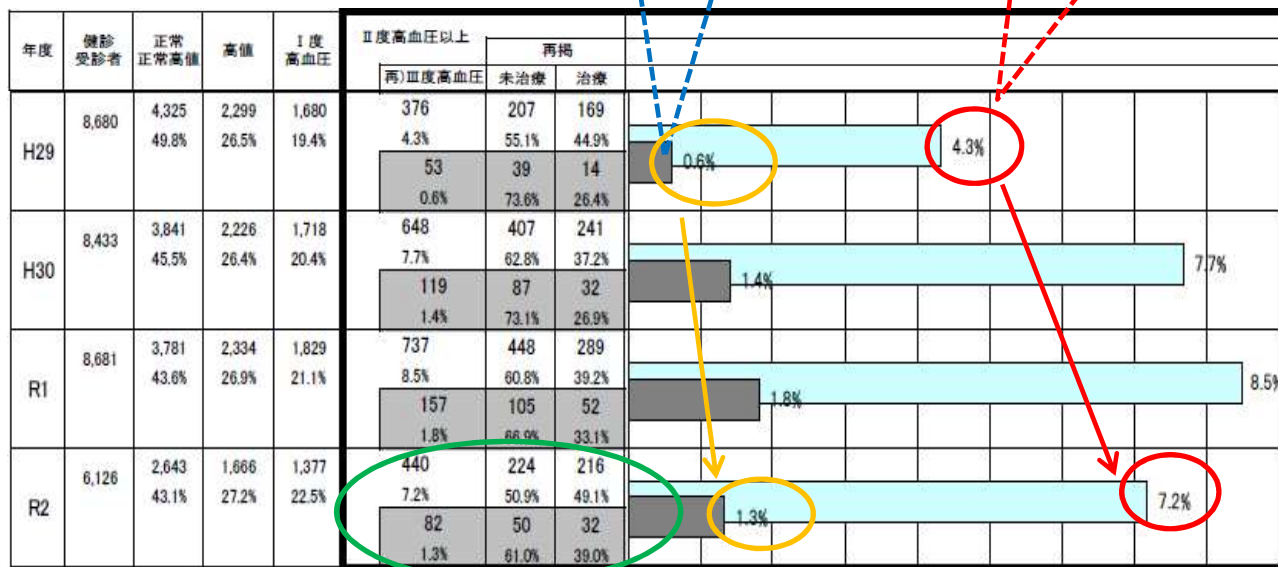 年度 健診受診者 正常正常高値 高値 Ⅰ度高血圧 Ⅱ度高血圧以上 再掲
再)Ⅲ度高血圧 未治療 治療
H29 8,680 4,325 2,299 1,680 376 207 169
49.8% 26.5% 19.4% 4.3% 55.1% 44.9% 4.3%
53 39 14 0.6%
0.6% 73.6% 26.4%
H30 8,433 3,841 2,226 1,718 648 407 241
45.5% 26.4% 20.4% 7.7% 62.8% 37.2% 7.7%
119 87 32 1.4%
1.4% 73.1% 26.9%
R1 8,681 3,781 2,334 1,829 737 448 289
43.6% 26.9% 21.1% 8.5% 60.8% 39.2% 8.5%
157 105 52 1.8%
1.8% 66.9% 33.1%
R2 6,126 2,643 1,666 1,377 440 224 216
43.1% 27.2% 22.5% 7.2% 50.9% 49.1% 7.2%
82 50 32 1.3%
1.3% 61.0% 39.0%